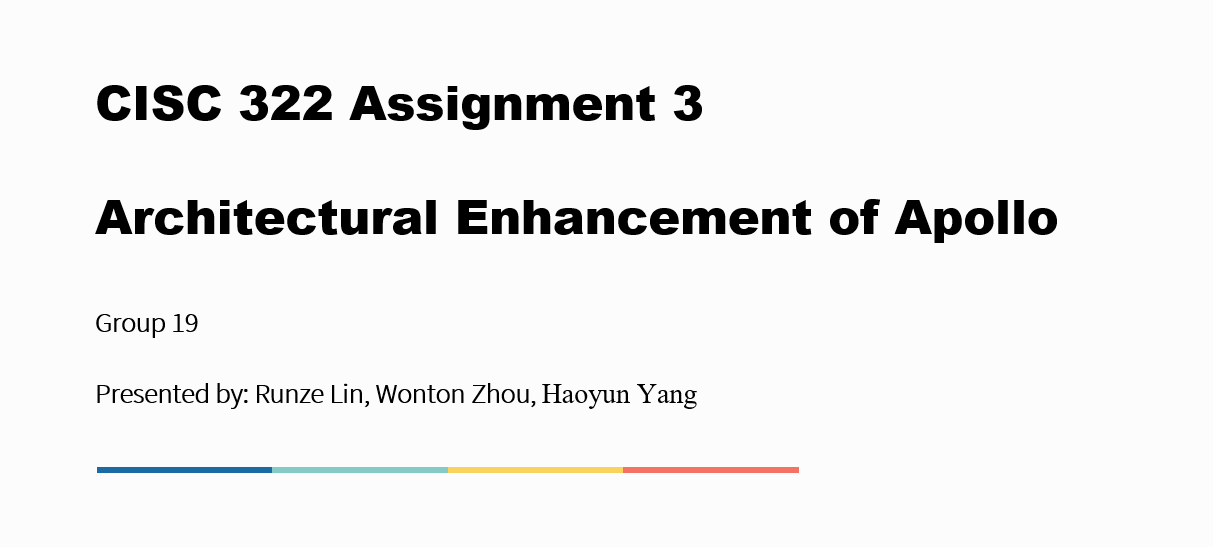 CISC 322 Assignment 3
Architectural Enhancement of Apollo
Group 19
Presented by: Runze Lin, Wonton Zhou, Haoyun Yang